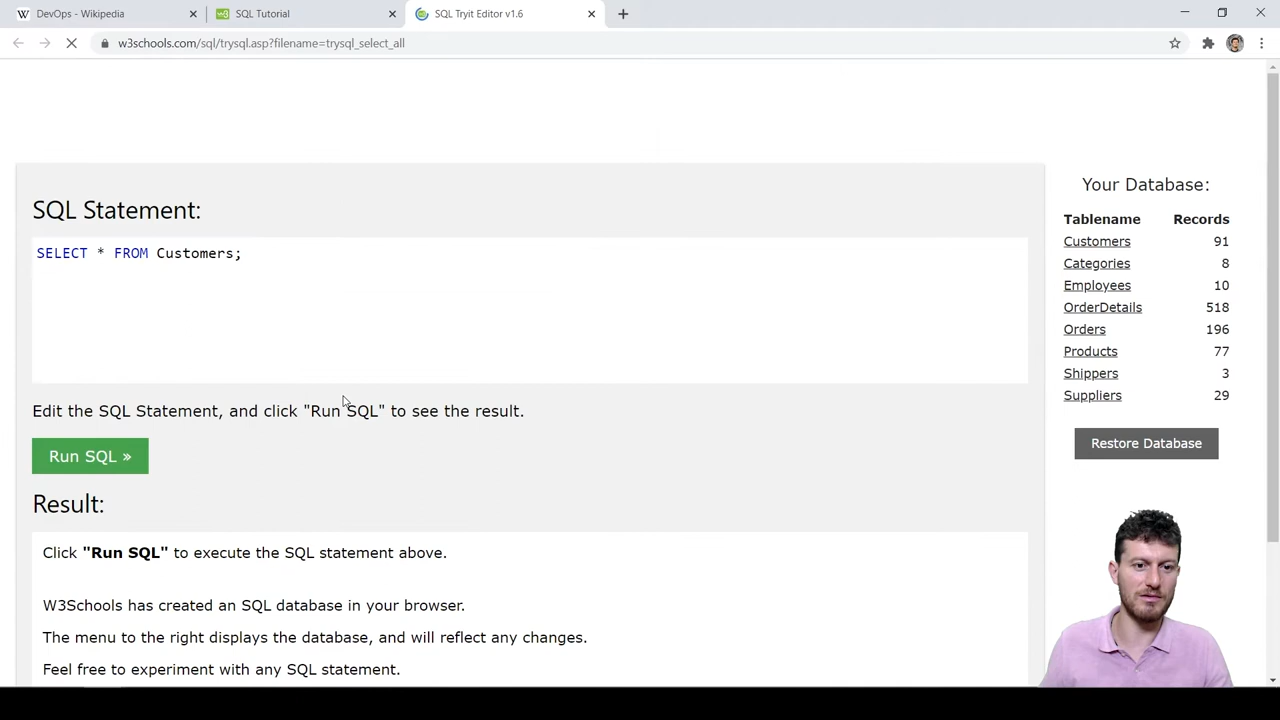 DevOps - Wikipedia
SQL Tutorial
SQL Tryit Editor v1.6
w3schools.com/sql/trysql.asp?filename=trysql_select_all
SQL Statement:
SELECT * FROM Customers;
Edit the SQL Statement, and click "Run SQL" to see the result.
Run SQL »
Result:
Click "Run SQL" to execute the SQL statement above.
W3Schools has created an SQL database in your browser.
The menu to the right displays the database, and will reflect any changes.
Feel free to experiment with any SQL statement.
Your Database:
Tablename Records
Customers 91
Categories 8
Employees 10
OrderDetails 518
Orders 196
Products 77
Shippers 3
Suppliers 29
Restore Database